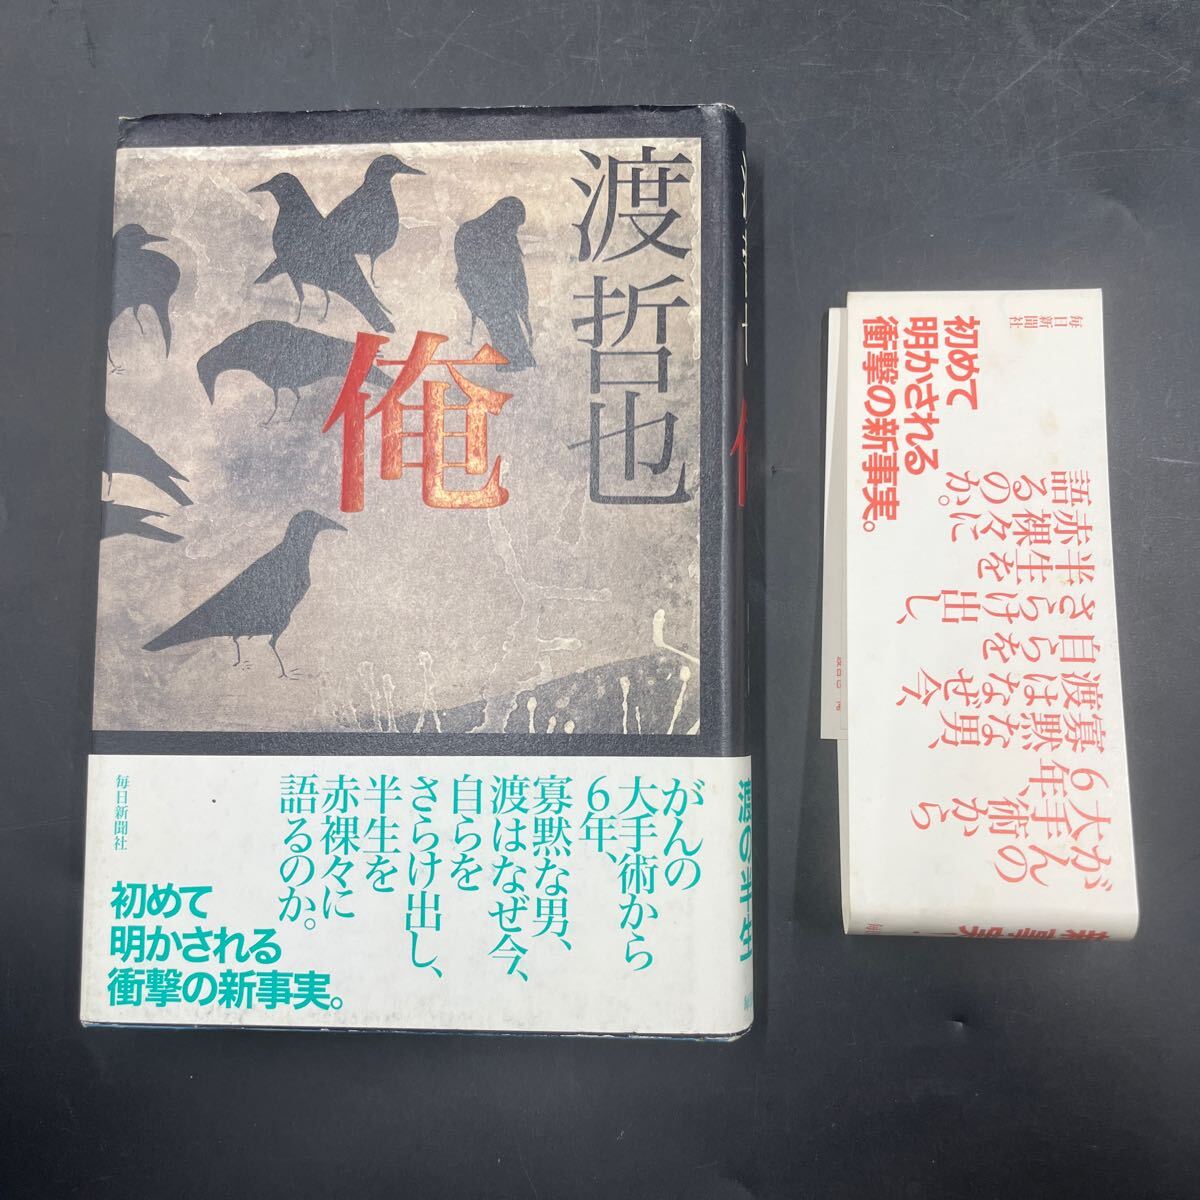 渡哲也
俺
がんの
大手術から
6年、
寡黙な男、
渡はなぜ今、
自らを
さらけ出し、
半生を
赤裸々に
語るのか。
初めて
明かされる
衝撃の新事実。
毎日新聞社
渡の半生
がんの
大手術から
6年、
寡黙な男、
渡はなぜ今、
自らを
さらけ出し、
半生を
赤裸々に
語るのか。
初めて
明かされる
衝撃の新事実。
毎日新聞社